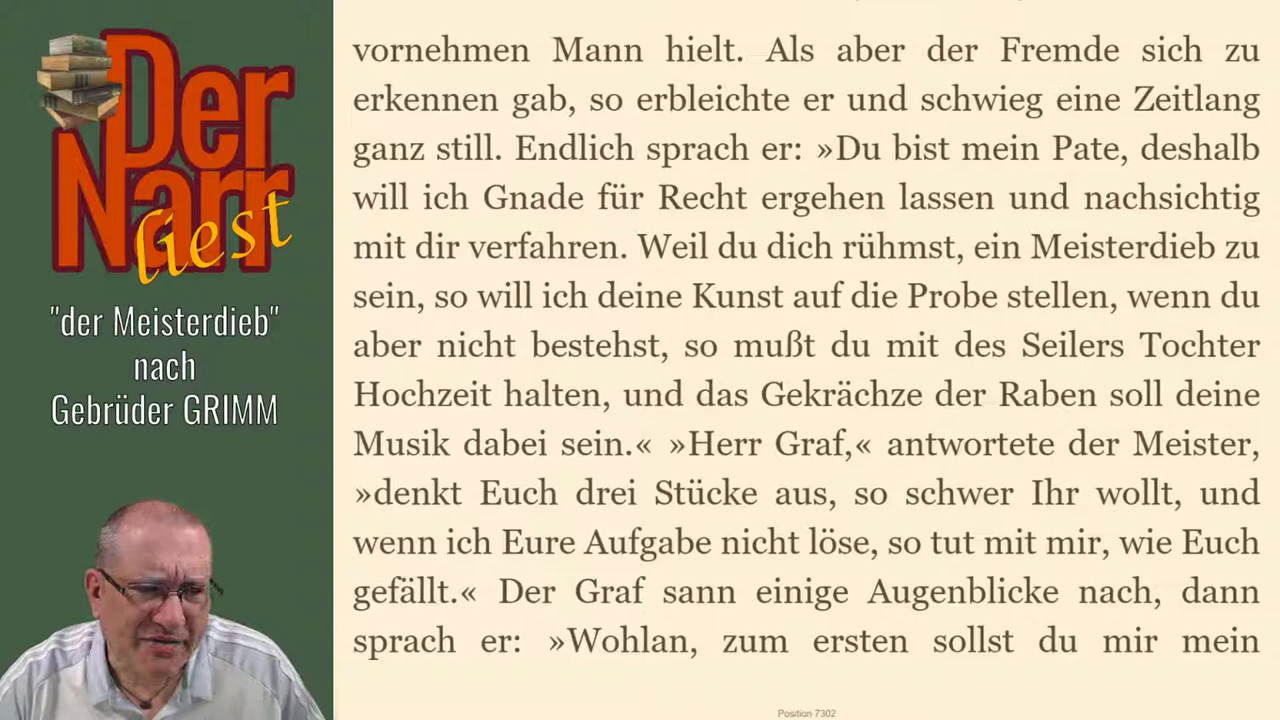 Der
Narr
liest
"der Meisterdieb"
nach
Gebrüder GRIMM
vornehmen Mann hielt. Als aber der Fremde sich zu
erkennen gab, so erbleichte er und schwieg eine Zeitlang
ganz still. Endlich sprach er: »Du bist mein Pate, deshalb
will ich Gnade für Recht ergehen lassen und nachsichtig
mit dir verfahren. Weil du dich rühmst, ein Meisterdieb zu
sein, so will ich deine Kunst auf die Probe stellen, wenn du
aber nicht bestehst, so mußt du mit des Seilers Tochter
Hochzeit halten, und das Gekrächze der Raben soll deine
Musik dabei sein.« »Herr Graf,« antwortete der Meister,
»denkt Euch drei Stücke aus, so schwer Ihr wollt, und
wenn ich Eure Aufgabe nicht löse, so tut mit mir, wie Euch
gefällt.« Der Graf sann einige Augenblicke nach, dann
sprach er: »Wohlan, zum ersten sollst du mir mein
Position 7302